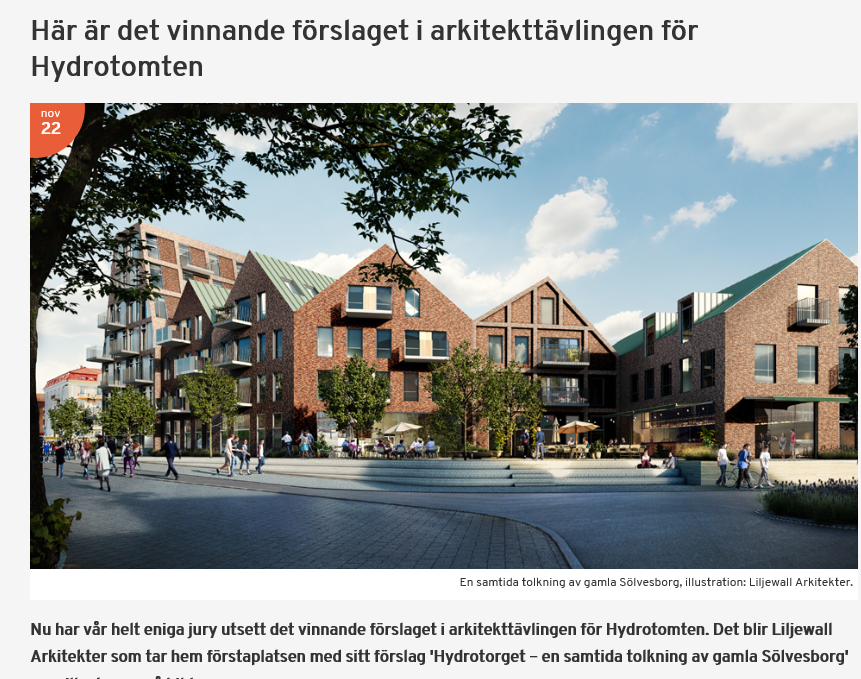 Här är det vinnande förslaget i arkitekttävlingen för
Hydrotomten
nov
22
En samtida tolkning av gamla Sölvesborg, illustration: Liljewall Arkitekter.
Nu har vår helt eniga jury utsett det vinnande förslaget i arkitekttävlingen för Hydrotomten. Det blir Liljewall
Arkitekter som tar hem förstaplatsen med sitt förslag 'Hydrotorget – en samtida tolkning av gamla Sölvesborg'